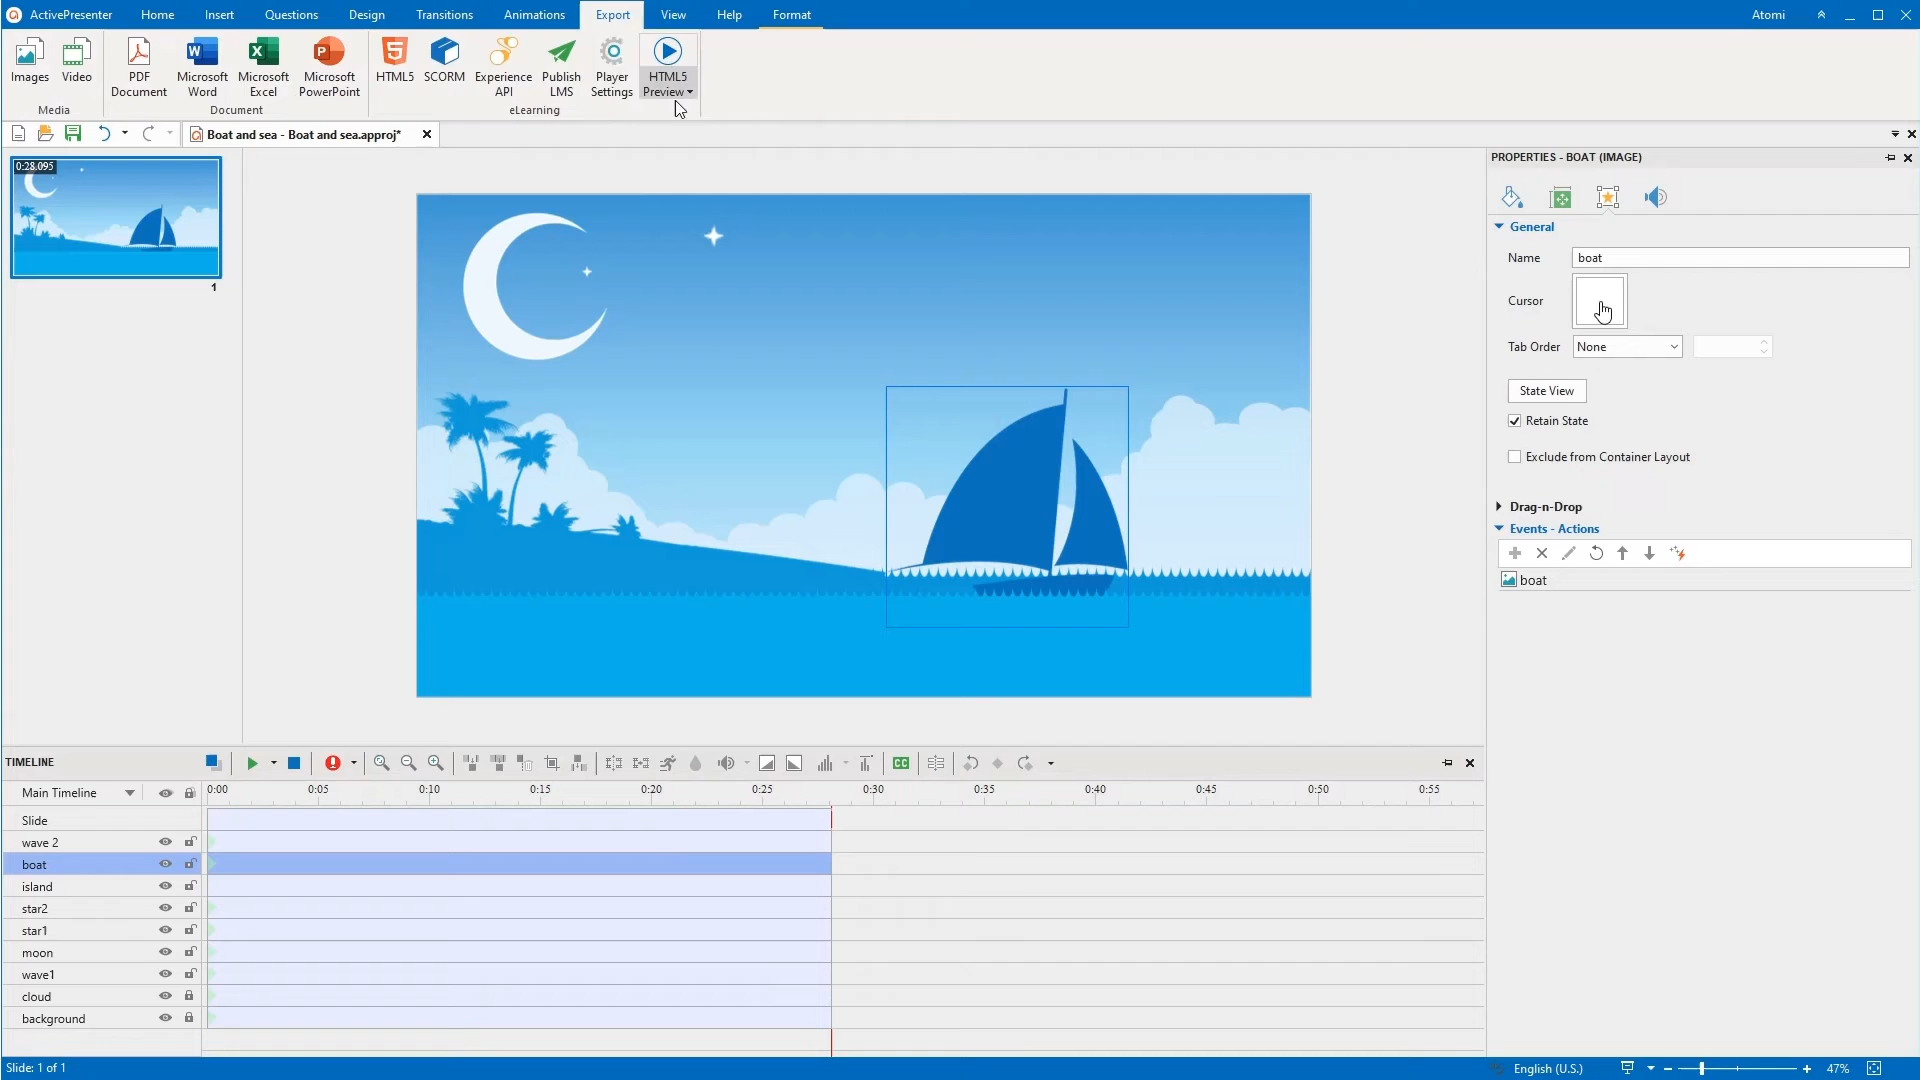 ActivePresenter Home Insert Questions Design Transitions Animations Export View Help Format Atomi
Images Video PDF Document Microsoft Word Microsoft Excel Microsoft PowerPoint HTML5 SCORM Experience API Publish LMS Player Settings HTML5 Preview
Media Document eLearning
Boat and sea - Boat and sea.approj*
0:28.095
1
PROPERTIES - BOAT (IMAGE)
General
Name boat
Cursor
Tab Order None
State View
Retain State
Exclude from Container Layout
Drag-n-Drop
Events - Actions
boat
TIMELINE
CC
Main Timeline 0:00 0:05 0:10 0:15 0:20 0:25 0:30 0:35 0:40 0:45 0:50 0:55
Slide
wave 2
boat
island
star2
star1
moon
wave1
cloud
background
Slide: 1 of 1 English (U.S.) 47%